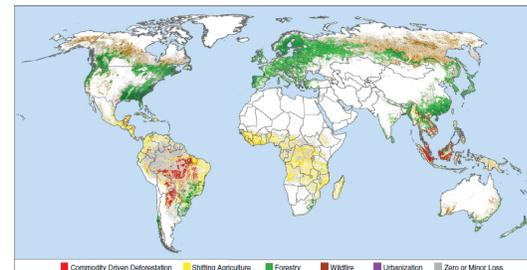 Commodity Driven Deforestation Shifting Agriculture Forestry Wildfire Urbanization Zero or Minor Loss